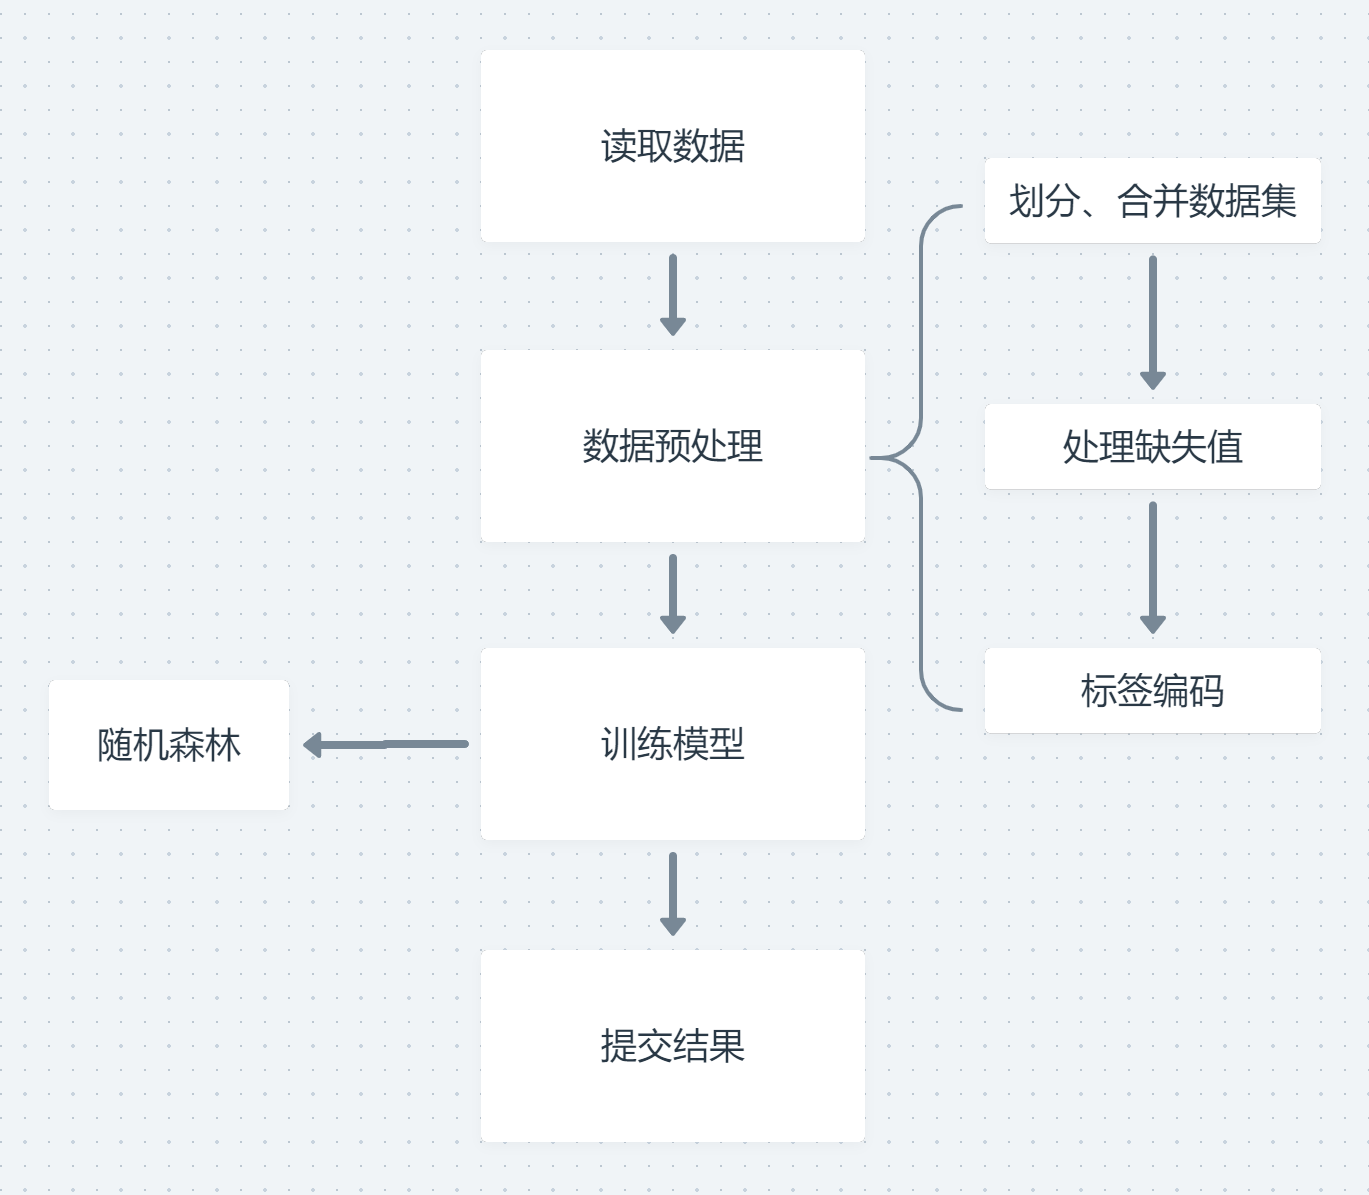 读取数据
划分、合并数据集
数据预处理
处理缺失值
标签编码
随机森林
训练模型
提交结果